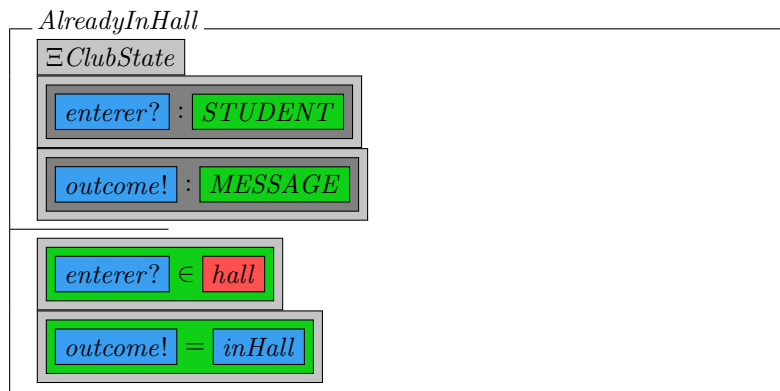 AlreadyInHall
ΞClubState
enterer? : STUDENT
outcome! : MESSAGE
enterer? ∈ hall
outcome! = inHall